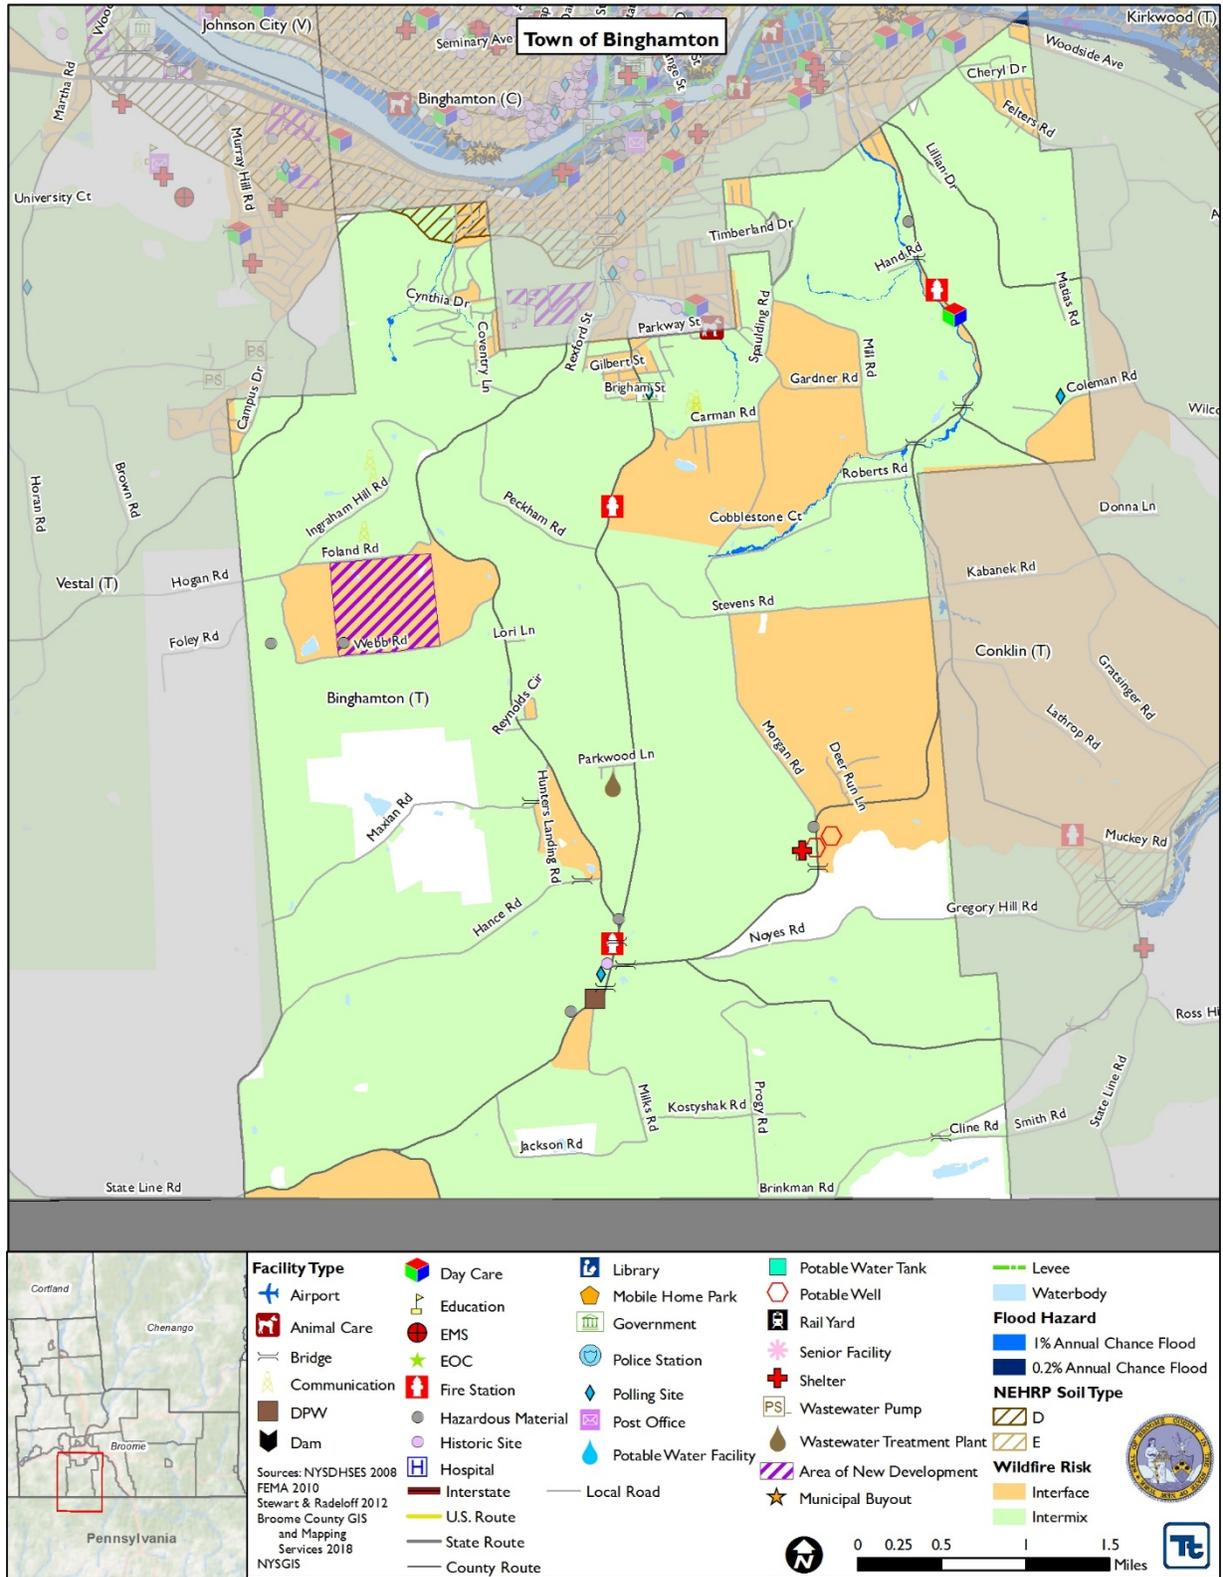 Town of Binghamton
Johnson City (V)
Kirkwood (T)
Seminary Ave
Woodside Ave
Martha Rd
Binghamton (C)
Cheryl Dr
Felters Rd
Murray Hill Rd
Lillian Dr
University Ct
Timberland Dr
Hand Rd
Cynthia Dr
Matias Rd
Coventry Ln
Rexford St
Parkway St
Spaulding Rd
Mill Rd
Gilbert St
PS
PS
Campus Dr
Brigham St
Gardner Rd
Coleman Rd
Carman Rd
Horan Rd
Brown Rd
Ingraham Hill Rd
Peckham Rd
Roberts Rd
Donna Ln
Cobblestone Ct
Foland Rd
Vestal (T)
Hogan Rd
Kabanek Rd
Stevens Rd
Foley Rd
Webb Rd
Lori Ln
Conklin (T)
Binghamton (T)
Reynolds Cir
Gratsinger Rd
Lathrop Rd
Morgan Rd
Parkwood Ln
Deer Run Ln
Hunters Landing Rd
Maxian Rd
Muckey Rd
Hance Rd
Gregory Hill Rd
Noyes Rd
Milks Rd
Kostyshak Rd
Progy Rd
State Line Rd
Cline Rd
Smith Rd
Jackson Rd
State Line Rd
Brinkman Rd
Cortland
Chenango
Broome
Pennsylvania
Facility Type
Airport
Animal Care
Bridge
Communication
DPW
Dam
Sources: NYSDHSES 2008
FEMA 2010
Stewart & Radeloff 2012
Broome County GIS
and Mapping
Services 2018
NYSGIS
Day Care
Education
EMS
EOC
Fire Station
Hazardous Material
Historic Site
H
Hospital
Interstate
U.S. Route
State Route
County Route
Library
Mobile Home Park
Government
Police Station
Polling Site
Post Office
Potable Water Facility
Local Road
Potable Water Tank
Potable Well
Rail Yard
Senior Facility
Shelter
PS
Wastewater Pump
Wastewater Treatment Plant
Area of New Development
Municipal Buyout
Levee
Waterbody
Flood Hazard
1% Annual Chance Flood
0.2% Annual Chance Flood
NEHRP Soil Type
D
E
Wildfire Risk
Interface
Intermix
N
0 0.25 0.5 1 1.5
Miles
Tt